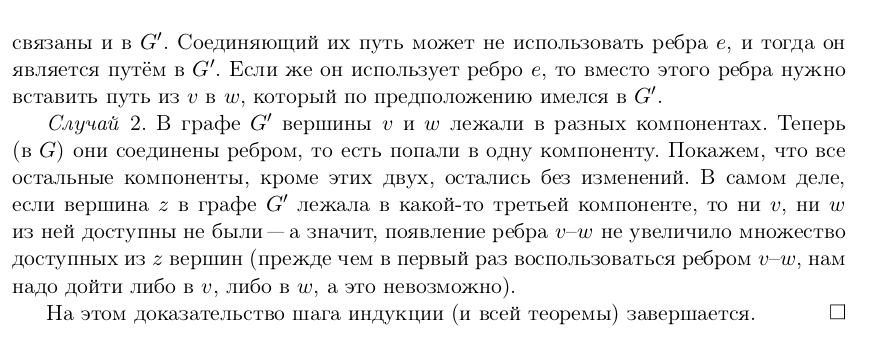 связаны и в G′. Соединяющий их путь может не использовать ребра e, и тогда он
является путём в G′. Если же он использует ребро e, то вместо этого ребра нужно
вставить путь из v в w, который по предположению имелся в G′.
Случай 2. В графе G′ вершины v и w лежали в разных компонентах. Теперь
(в G) они соединены ребром, то есть попали в одну компоненту. Покажем, что все
остальные компоненты, кроме этих двух, остались без изменений. В самом деле,
если вершина z в графе G′ лежала в какой-то третьей компоненте, то ни v, ни w
из ней доступны не были — а значит, появление ребра v–w не увеличило множество
доступных из z вершин (прежде чем в первый раз воспользоваться ребром v–w, нам
надо дойти либо в v, либо в w, а это невозможно).
На этом доказательство шага индукции (и всей теоремы) завершается. □